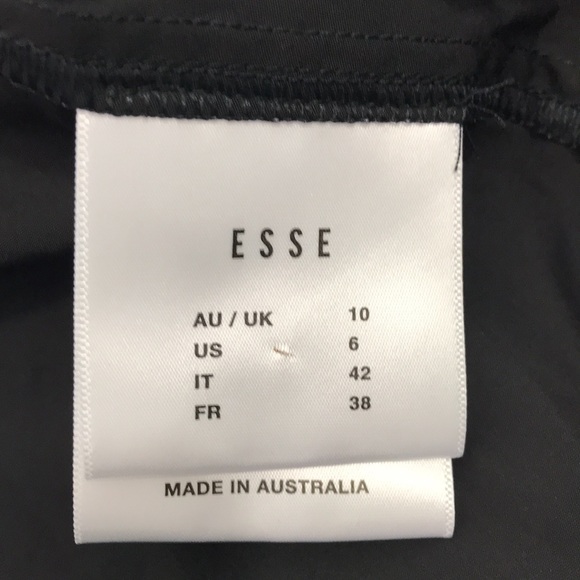 ESSE
AU / UK 10
US 6
IT 42
FR 38
MADE IN AUSTRALIA